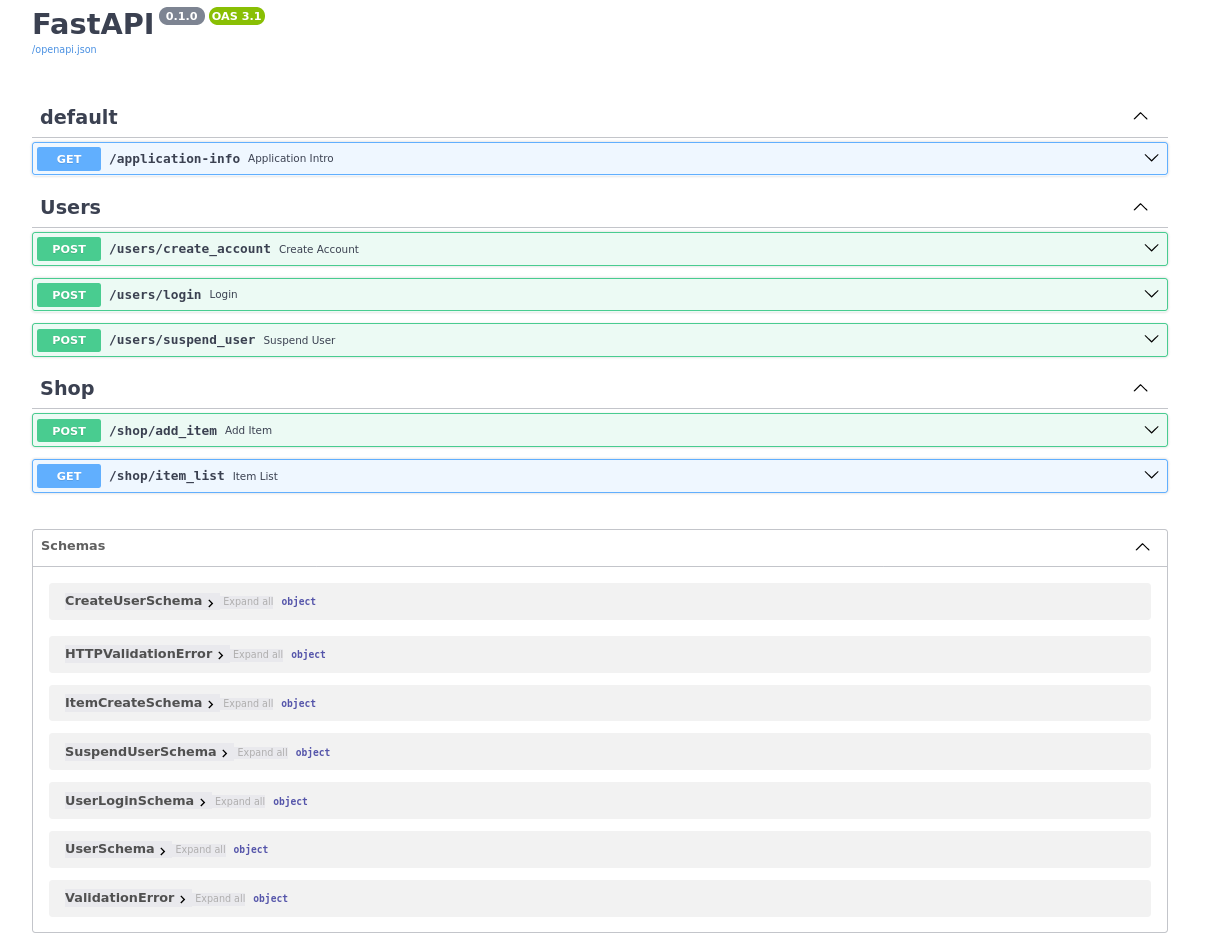 FastAPI 0.1.0 OAS 3.1
/openapi.json
default
GET /application-info Application Intro
Users
POST /users/create_account Create Account
POST /users/login Login
POST /users/suspend_user Suspend User
Shop
POST /shop/add_item Add Item
GET /shop/item_list Item List
Schemas
CreateUserSchema Expand all object
HTTPValidationError Expand all object
ItemCreateSchema Expand all object
SuspendUserSchema Expand all object
UserLoginSchema Expand all object
UserSchema Expand all object
ValidationError Expand all object